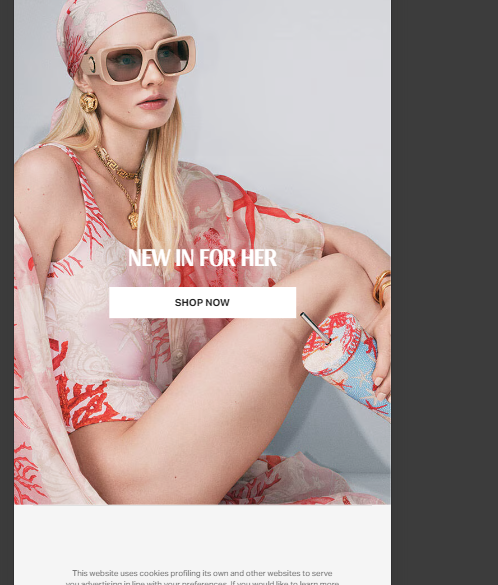 NEW IN FOR HER
SHOP NOW
This website uses cookies profiling its own and other websites to serve
you advertising in line with your preferences. If you would like to learn more